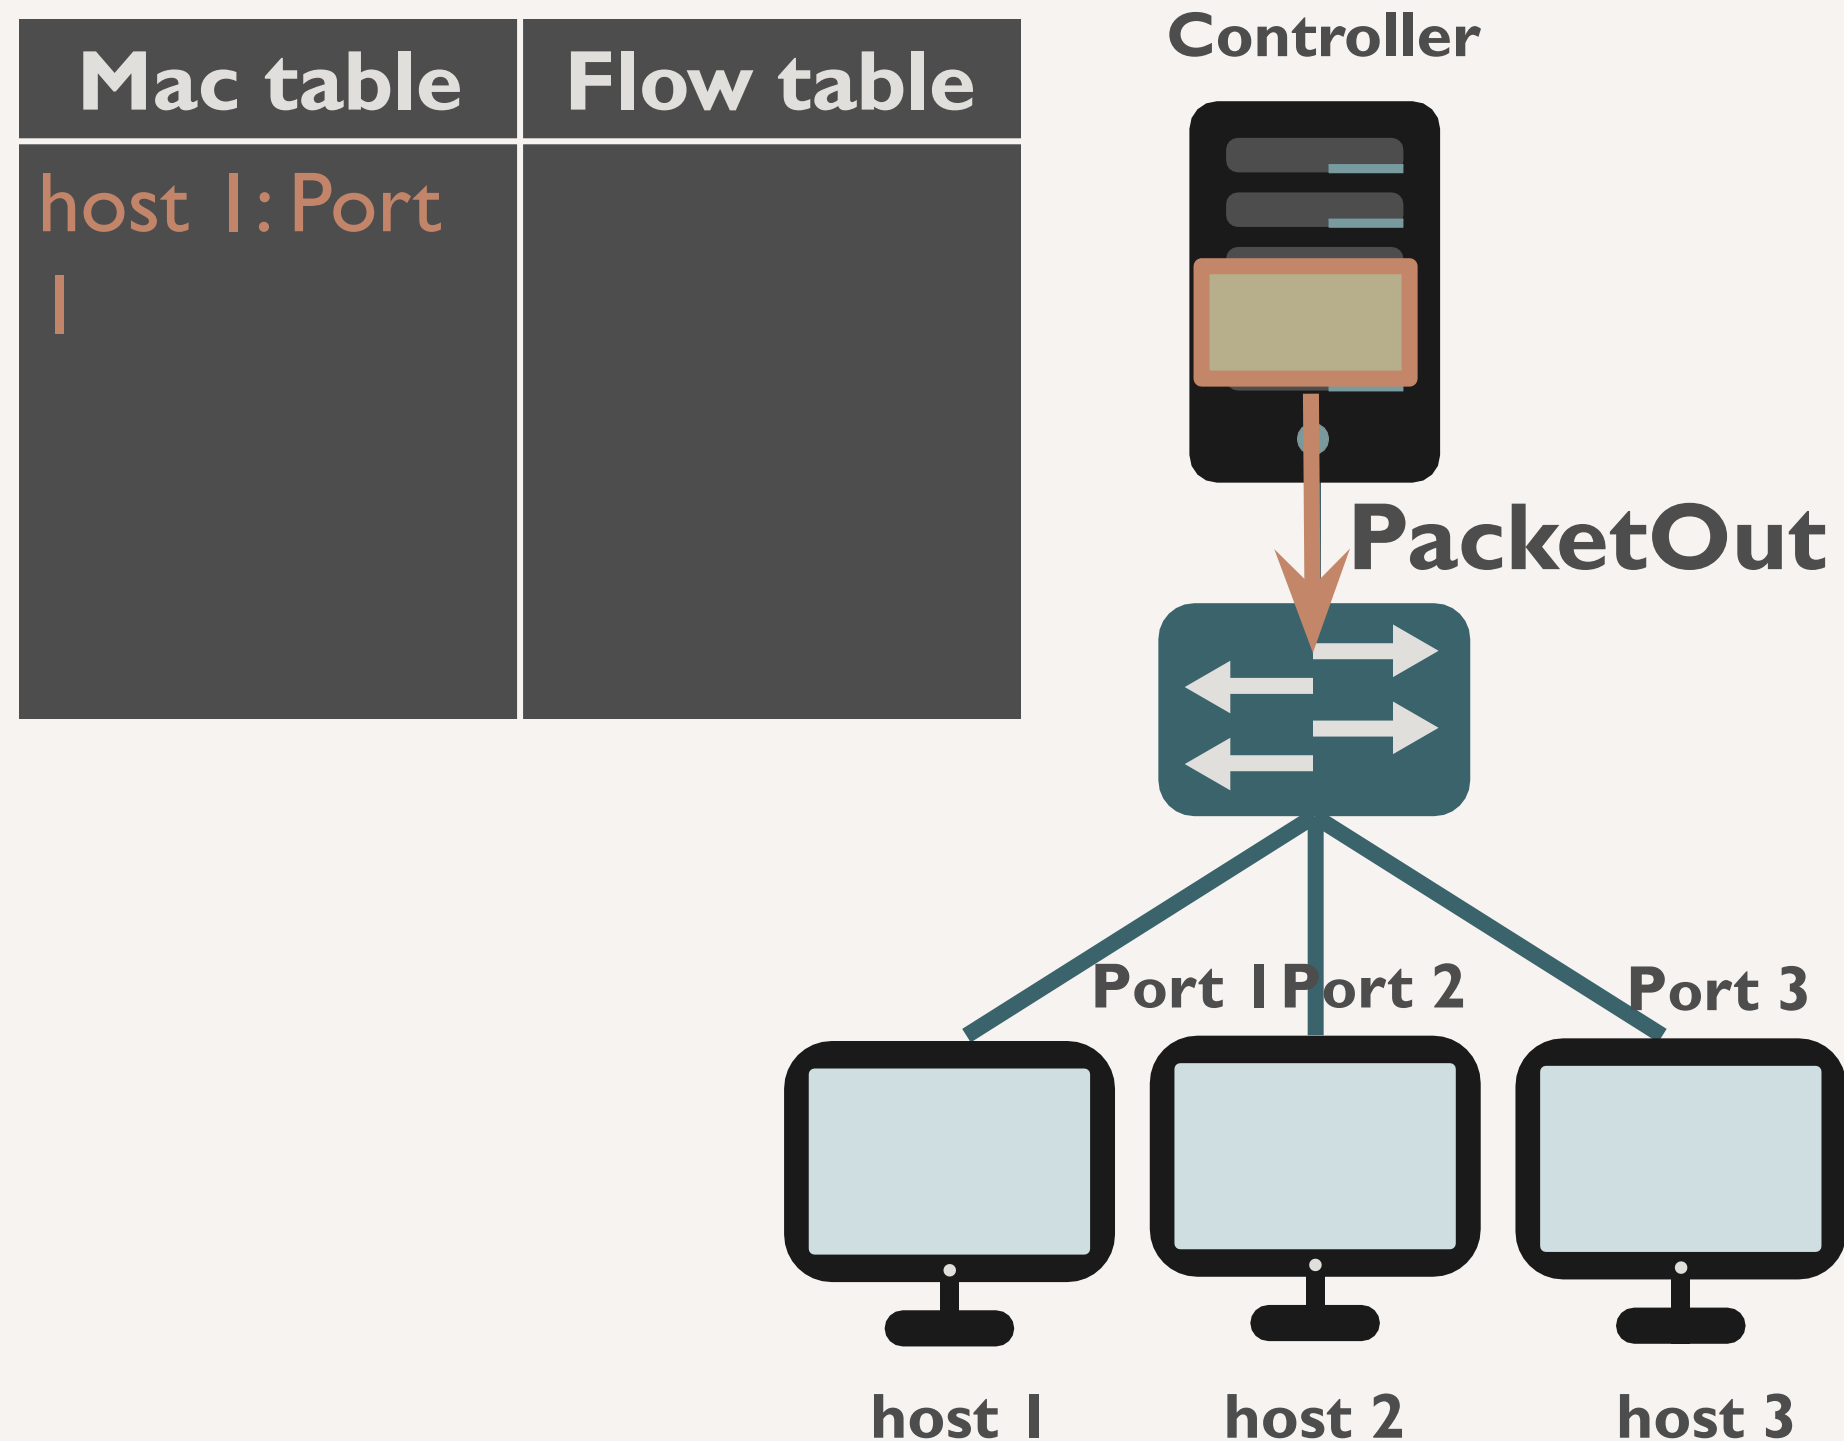 Mac table
Flow table
host 1: Port
1
Controller
PacketOut
Port 1
Port 2
Port 3
host 1
host 2
host 3